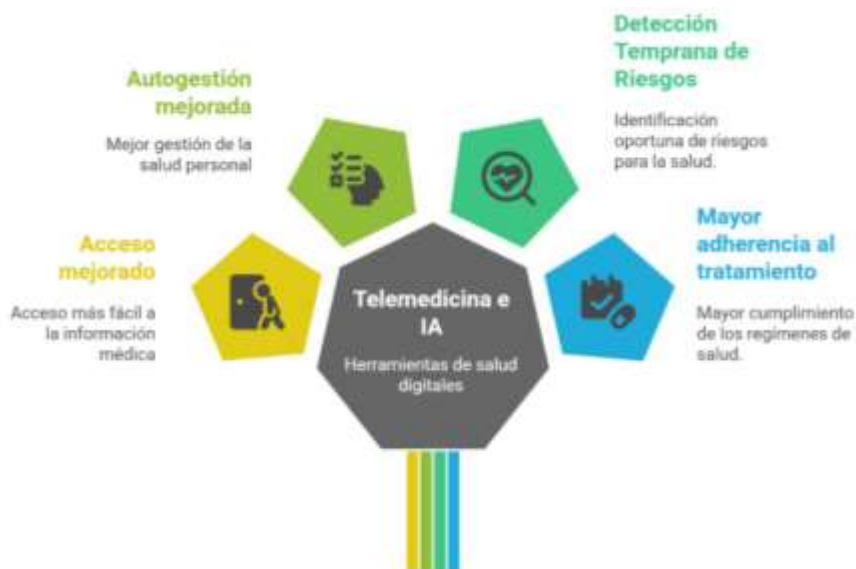 Autogestión
mejorada
Mejor gestión de la
salud personal
Detección
Temprana de
Riesgos
Identificación
oportuna de riesgos
para la salud.
Acceso
mejorado
Acceso más fácil a
la información
médica
Telemedicina e
IA
Herramientas de salud
digitales
Mayor
adherencia al
tratamiento
Mayor cumplimiento
de los regímenes de
salud.